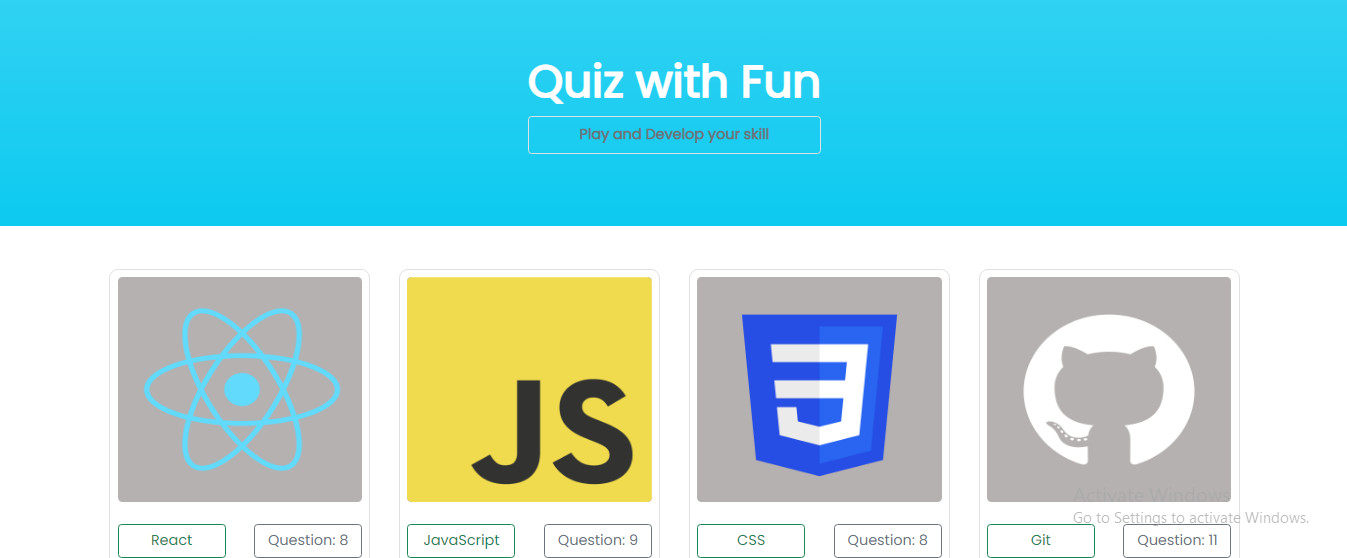 Quiz with Fun
Play and Develop your skill
JS
Activate Windows
Go to Settings to activate Windows.
React
Question: 8
JavaScript
Question: 9
CSS
Question: 8
Git
Question: 11